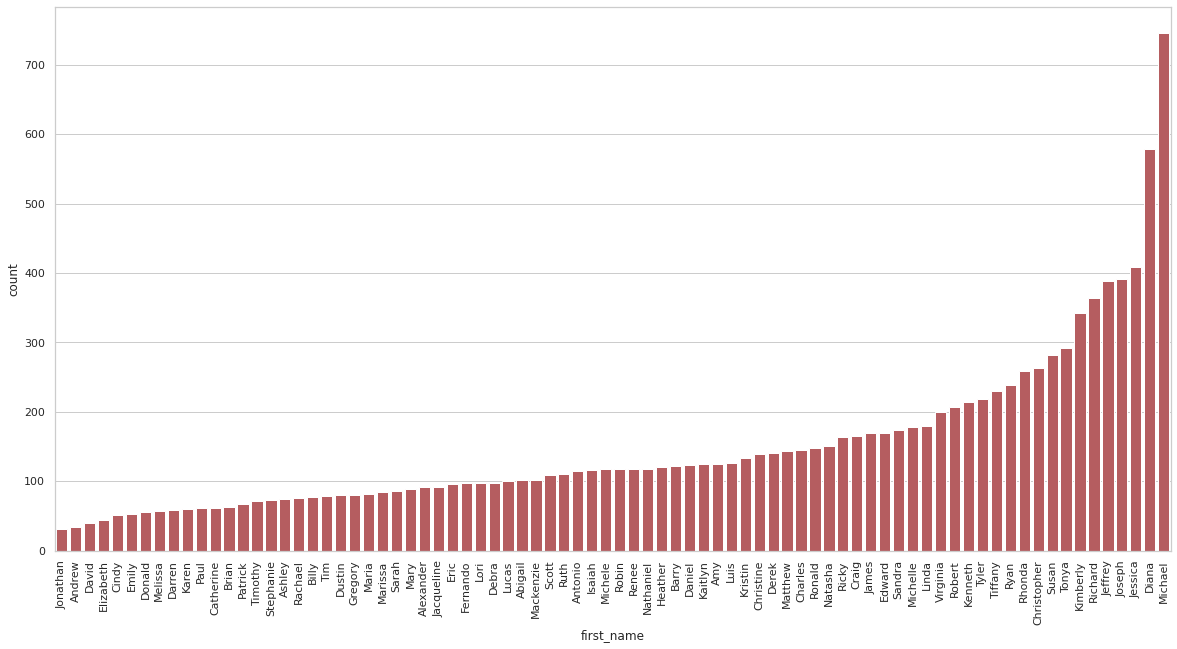 700
600
500
400
300
200
100
0
count
Jonathan
Andrew
David
Elizabeth
Cindy
Emily
Donald
Melissa
Darren
Karen
Paul
Catherine
Brian
Patrick
Timothy
Stephanie
Ashley
Rachael
Billy
Tim
Dustin
Gregory
Maria
Marissa
Sarah
Mary
Alexander
Jacqueline
Eric
Fernando
Lori
Debra
Lucas
Abigail
Mackenzie
Scott
Ruth
Antonio
Isaiah
Michele
Robin
Renee
Nathaniel
Heather
Barry
Daniel
Kaitlyn
Amy
Luis
Kristin
Christine
Derek
Matthew
Charles
Ronald
Natasha
Ricky
Craig
James
Edward
Sandra
Michelle
Linda
Virginia
Robert
Kenneth
Tyler
Tiffany
Ryan
Rhonda
Christopher
Susan
Tonya
Kimberly
Richard
Jeffrey
Joseph
Jessica
Diana
Michael
first_name